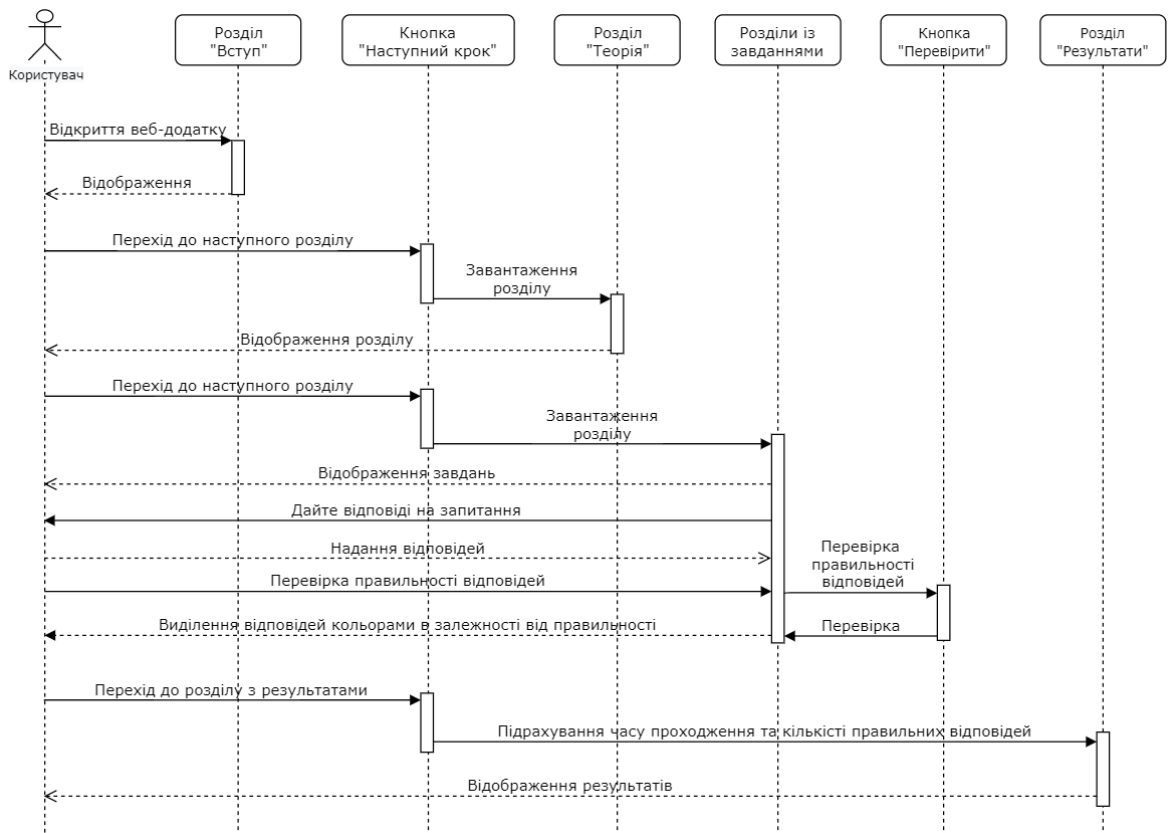 Користувач
Розділ
"Вступ"
Кнопка
"Наступний крок"
Розділ
"Теорія"
Розділи із
завданнями
Кнопка
"Перевірити"
Розділ
"Результати"
Відкриття веб-додатку
Відображення
Перехід до наступного розділу
Завантаження
розділу
Відображення розділу
Перехід до наступного розділу
Завантаження
розділу
Відображення завдань
Дайте відповіді на запитання
Надання відповідей
Перевірка
правильності
відповідей
Перевірка правильності відповідей
Виділення відповідей кольорами в залежності від правильності
Перевірка
Перехід до розділу з результатами
Підрахування часу проходження та кількісті правильних відповідей
Відображення результатів